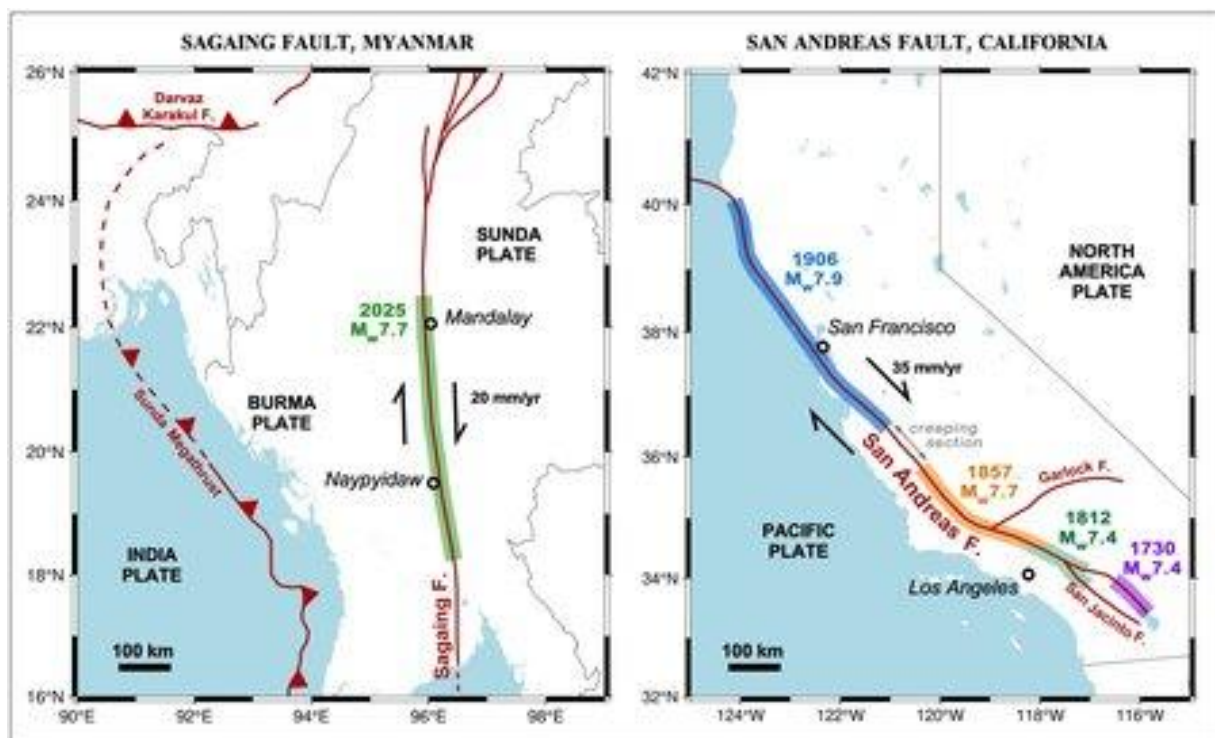 SAGAING FAULT, MYANMAR
26°N
24°N
22°N
20°N
18°N
16°N
90°E
92°E
94°E
96°E
98°E
Darvaz
Karakul F.
SUNDA
PLATE
2025
Mw7.7
Mandalay
BURMA
PLATE
20 mm/yr
Sunda Megathrust
Naypyidaw
INDIA
PLATE
Sagaing F.
100 km
SAN ANDREAS FAULT, CALIFORNIA
42°N
40°N
38°N
36°N
34°N
32°N
124°W
122°W
120°W
118°W
116°W
NORTH
AMERICA
PLATE
1906
Mw7.9
San Francisco
35 mm/yr
creeping
section
San Andreas F.
1857
Mw7.7
Garlock F.
1812
Mw7.4
1730
Mw7.4
PACIFIC
PLATE
Los Angeles
San Jacinto F.
100 km